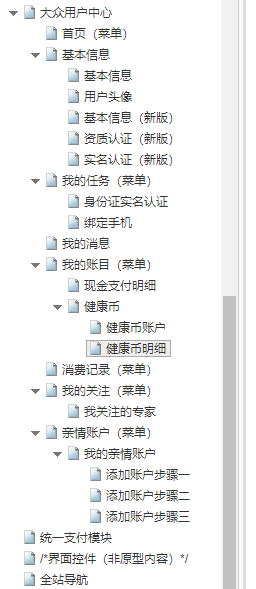 大众用户中心
首页（菜单）
基本信息
基本信息
用户头像
基本信息（新版）
资质认证（新版）
实名认证（新版）
我的任务（菜单）
身份证实名认证
绑定手机
我的消息
我的账目（菜单）
现金支付明细
健康币
健康币账户
健康币明细
消费记录（菜单）
我的关注（菜单）
我关注的专家
亲情账户（菜单）
我的亲情账户
添加账户步骤一
添加账户步骤二
添加账户步骤三
统一支付模块
/*界面控件（非原型内容）*/
全站导航